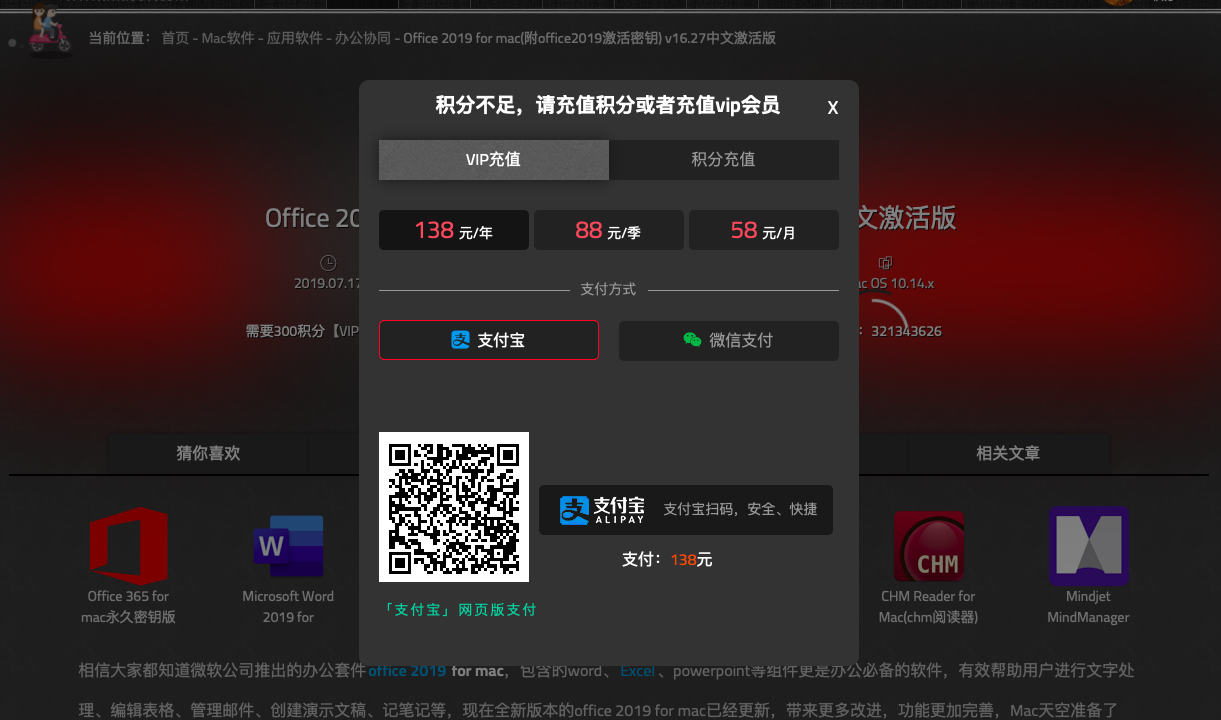 当前位置： 首页 - Mac软件 - 应用软件 - 办公协同 - Office 2019 for mac(附office2019激活密钥) v16.27中文激活版
积分不足，请充值积分或者充值vip会员
X
VIP充值
积分充值
Office 20
文激活版
138 元/年
88 元/季
58 元/月
2019.07.17
OS 10.14.x
支付方式
需要300积分【VIP
：321343626
支付宝
微信支付
猜你喜欢
相关文章
支付宝
ALIPAY
支付宝扫码，安全、快捷
支付：138元
W
CHM
Office 365 for
mac永久密钥版
Microsoft Word
2019 for
CHM Reader for
Mac(chm阅读器)
Mindjet
MindManager
「支付宝」网页版支付
相信大家都知道微软公司推出的办公套件office 2019 for mac，包含的word、Excel、powerpoint等组件更是办公必备的软件，有效帮助用户进行文字处
理、编辑表格、管理邮件、创建演示文稿、记笔记等，现在全新版本的office 2019 for mac已经更新，带来更多改进，功能更加完善，Mac天空准备了